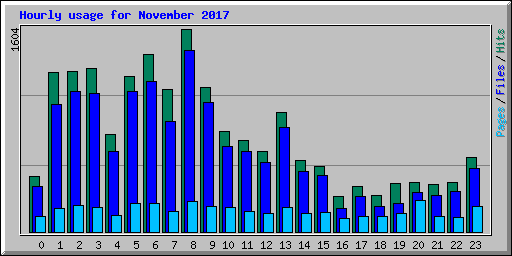 Hourly usage for November 2017
1604
Pages / Files / Hits
0 1 2 3 4 5 6 7 8 9 10 11 12 13 14 15 16 17 18 19 20 21 22 23